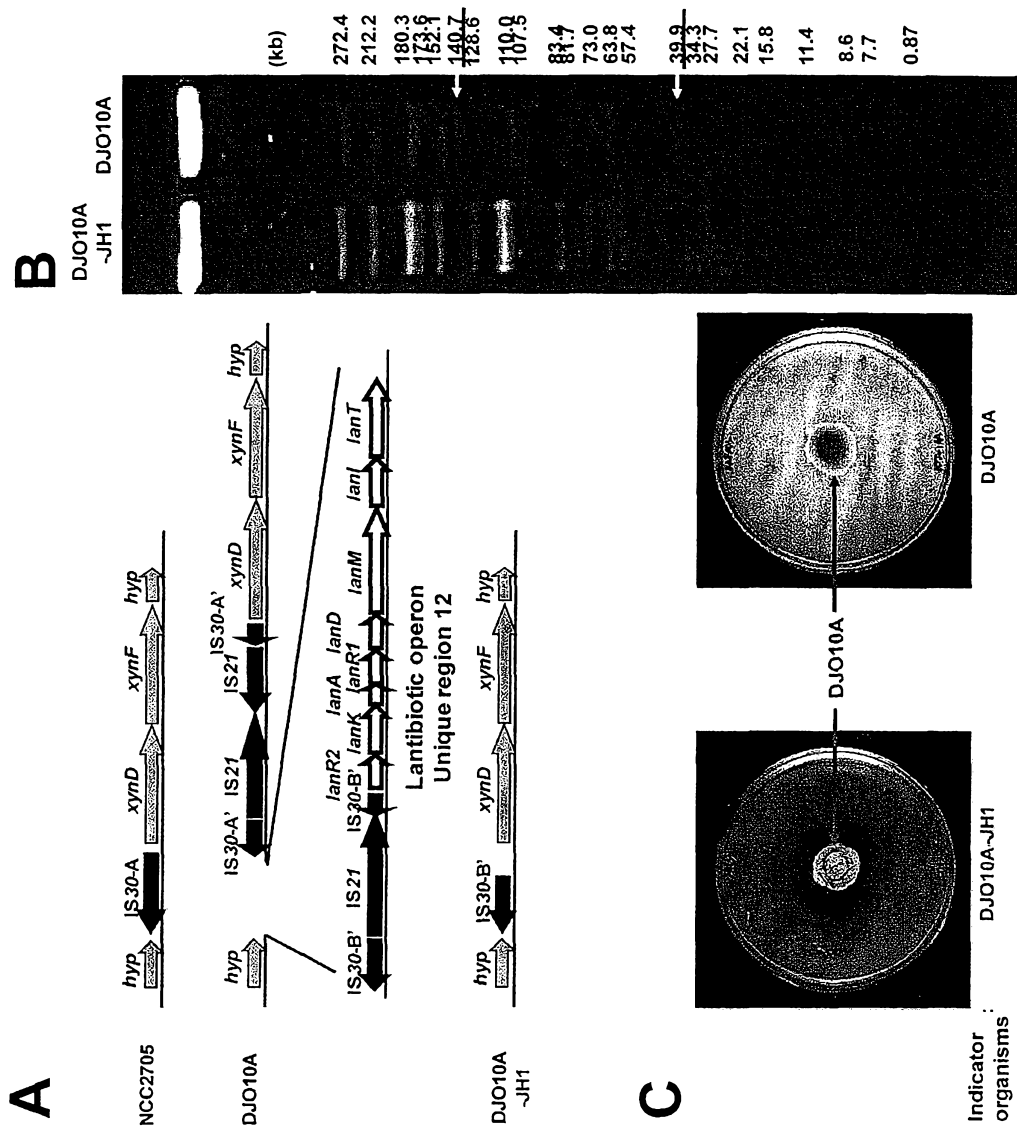 A
NCC2705
hyp IS30-A xynD xynF hyp
DJO10A
hyp IS30-A' IS21 IS21 IS30-A' xynD xynF hyp
IS30-B' IS21 IS30-B' lanR2 lanK lanA lanR1 lanD lanM lanI lanT
Lantibiotic operon
Unique region 12
DJO10A
-JH1
hyp IS30-B' xynD xynF hyp
B
DJO10A
-JH1
DJO10A
(kb)
272.4
212.2
180.3
173.6
152.1
140.7
128.6
110.0
107.5
83.4
81.7
73.0
63.8
57.4
39.9
34.3
27.7
22.1
15.8
11.4
8.6
7.7
0.87
C
DJO10A
Indicator
organisms :
DJO10A-JH1
DJO10A